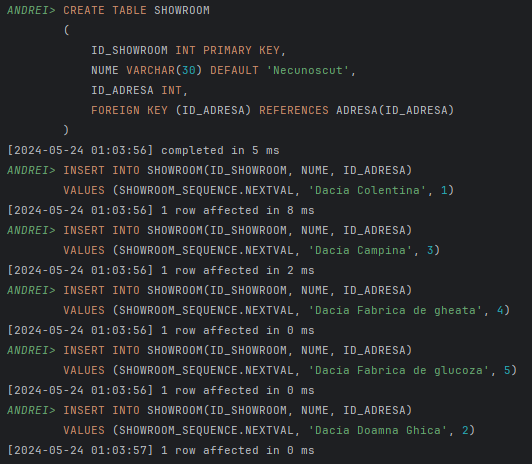 ANDREI> CREATE TABLE SHOWROOM
(
ID_SHOWROOM INT PRIMARY KEY,
NUME VARCHAR(30) DEFAULT 'Necunoscut',
ID_ADRESA INT,
FOREIGN KEY (ID_ADRESA) REFERENCES ADRESA(ID_ADRESA)
)
[2024-05-24 01:03:56] completed in 5 ms
ANDREI> INSERT INTO SHOWROOM(ID_SHOWROOM, NUME, ID_ADRESA)
VALUES (SHOWROOM_SEQUENCE.NEXTVAL, 'Dacia Colentina', 1)
[2024-05-24 01:03:56] 1 row affected in 8 ms
ANDREI> INSERT INTO SHOWROOM(ID_SHOWROOM, NUME, ID_ADRESA)
VALUES (SHOWROOM_SEQUENCE.NEXTVAL, 'Dacia Campina', 3)
[2024-05-24 01:03:56] 1 row affected in 2 ms
ANDREI> INSERT INTO SHOWROOM(ID_SHOWROOM, NUME, ID_ADRESA)
VALUES (SHOWROOM_SEQUENCE.NEXTVAL, 'Dacia Fabrica de gheata', 4)
[2024-05-24 01:03:56] 1 row affected in 0 ms
ANDREI> INSERT INTO SHOWROOM(ID_SHOWROOM, NUME, ID_ADRESA)
VALUES (SHOWROOM_SEQUENCE.NEXTVAL, 'Dacia Fabrica de glucoza', 5)
[2024-05-24 01:03:56] 1 row affected in 0 ms
ANDREI> INSERT INTO SHOWROOM(ID_SHOWROOM, NUME, ID_ADRESA)
VALUES (SHOWROOM_SEQUENCE.NEXTVAL, 'Dacia Doamna Ghica', 2)
[2024-05-24 01:03:57] 1 row affected in 0 ms